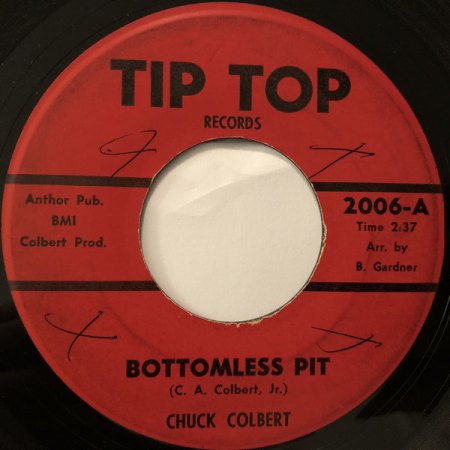 TIP TOP
RECORDS
Anthor Pub.
BMI
Colbert Prod.
2006-A
Time 2:37
Arr. by
B. Gardner
BOTTOMLESS PIT
(C. A. Colbert, Jr.)
CHUCK COLBERT